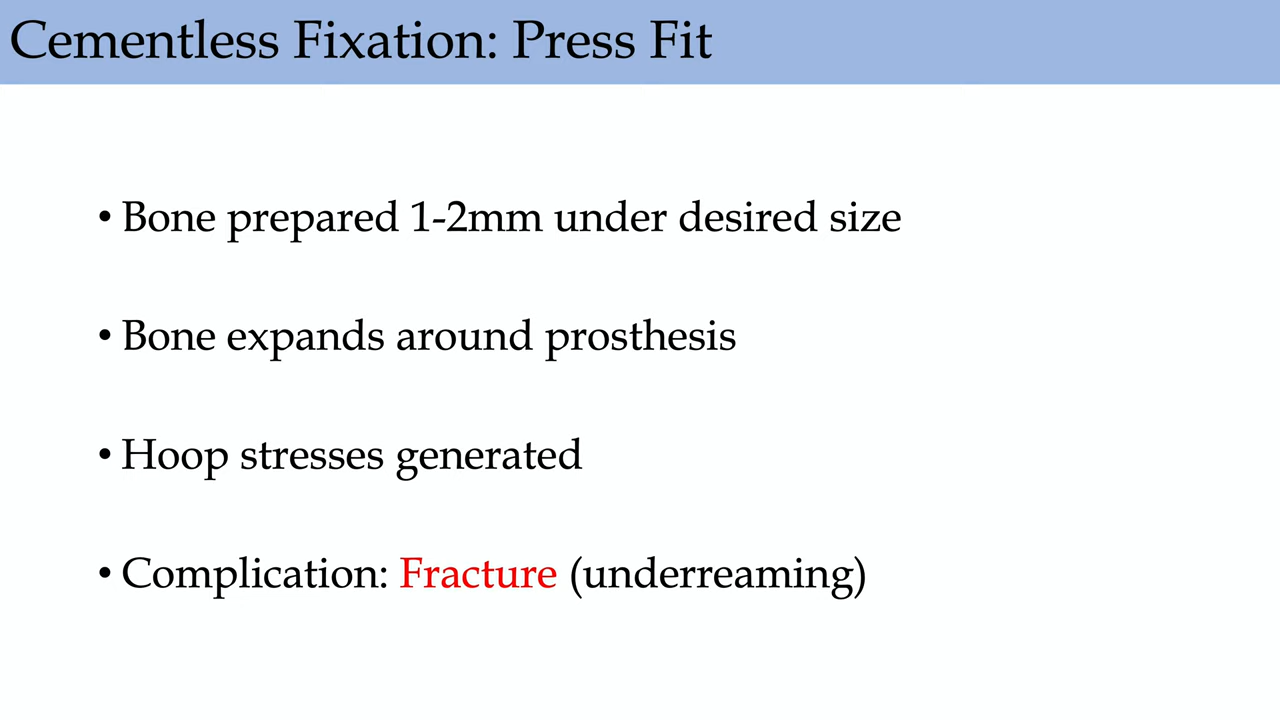 Cementless Fixation: Press Fit
• Bone prepared 1-2mm under desired size
• Bone expands around prosthesis
• Hoop stresses generated
• Complication: Fracture (underreaming)